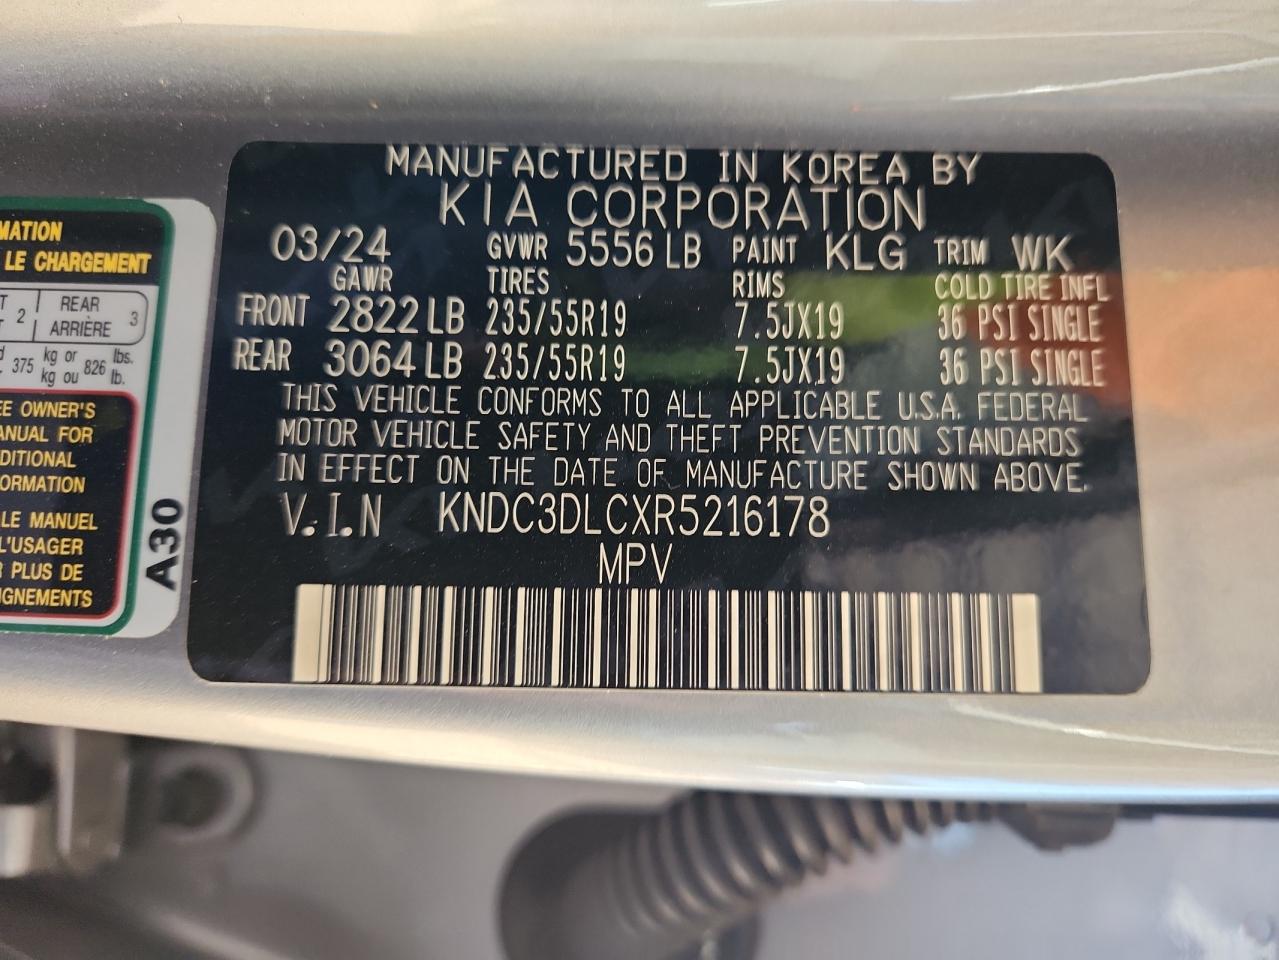 MANUFACTURED IN KOREA BY
KIA CORPORATION
03/24 GVWR 5556 LB PAINT KLG TRIM WK
GAWR TIRES RIMS COLD TIRE INFL
FRONT 2822 LB 235/55R19 7.5JX19 36 PSI SINGLE
REAR 3064 LB 235/55R19 7.5JX19 36 PSI SINGLE
THIS VEHICLE CONFORMS TO ALL APPLICABLE U.S.A. FEDERAL
MOTOR VEHICLE SAFETY AND THEFT PREVENTION STANDARDS
IN EFFECT ON THE DATE OF MANUFACTURE SHOWN ABOVE.
V.I.N KNDC3DLCXR5216178
MPV
MATION
LE CHARGEMENT
T 2 REAR 3
T ARRIÈRE
375 kg or 826 lbs.
kg ou lb.
EE OWNER'S
ANUAL FOR
DITIONAL
ORMATION
LE MANUEL
L'USAGER
R PLUS DE
IGNEMENTS
A30